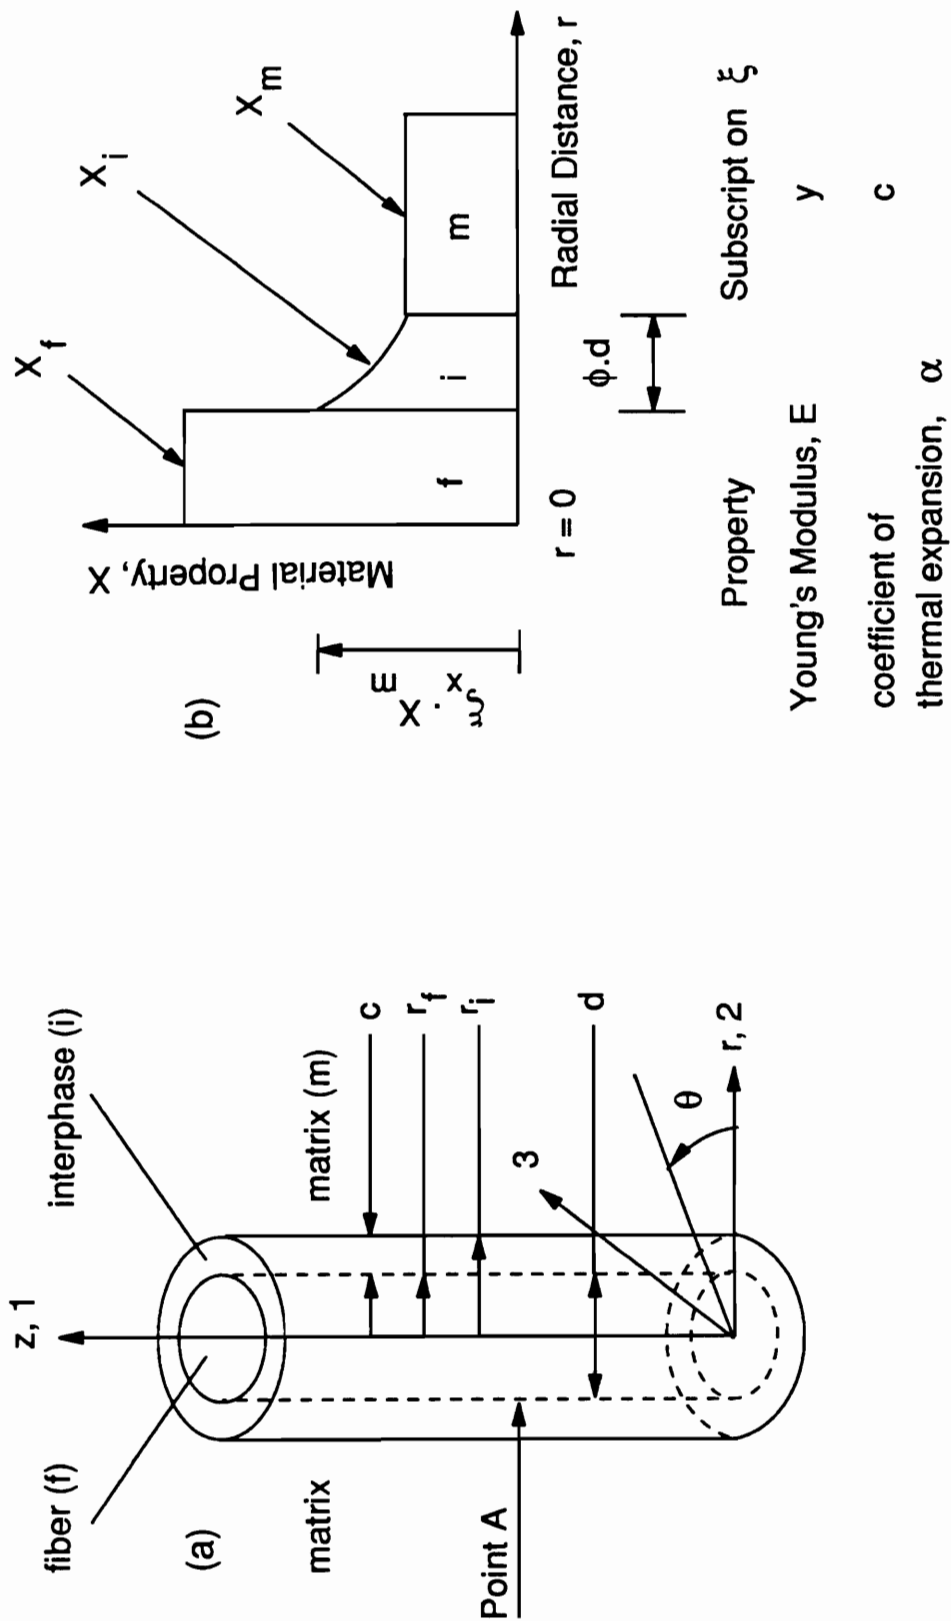 (a)
fiber (f)
z, 1
interphase (i)
matrix
matrix (m)
c
r_f
r_i
Point A
3
d
θ
r, 2
(b)
X_f
X_i
X_m
Material Property, X
ξ_x . X_m
f
i
m
r = 0
Radial Distance, r
φ.d
Property Subscript on ξ
Young's Modulus, E y
coefficient of c
thermal expansion, α